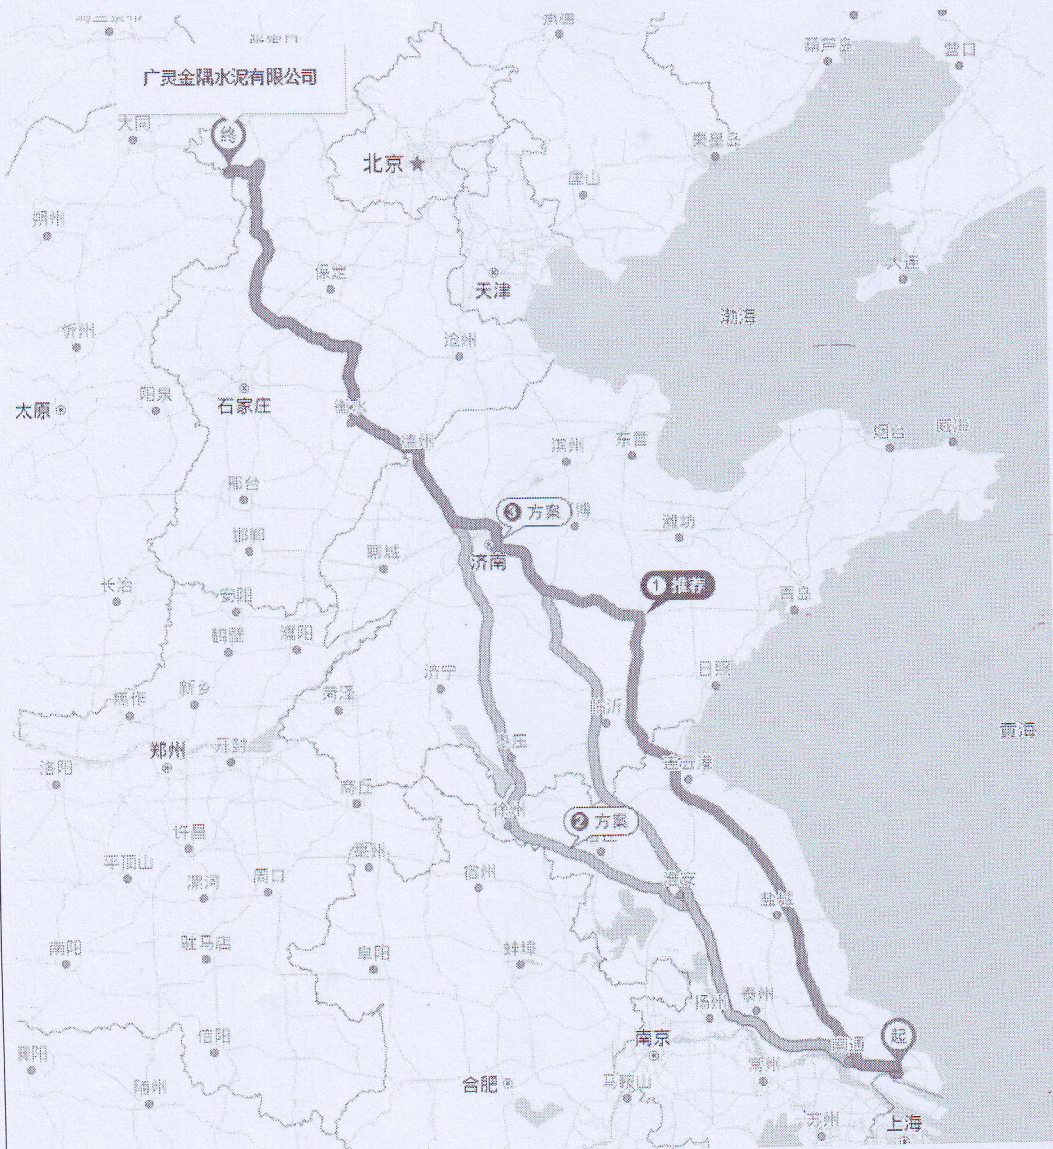 承德
葫芦岛
营口
广灵金隅水泥有限公司
大同
终
北京
秦皇岛
唐山
朔州
保定
天津
大连
渤海
忻州
沧州
阳泉
石家庄
太原
衡水
德州
滨州
东营
烟台
威海
邢台
3 方案
博
潍坊
邯郸
聊城
济南
长治
安阳
1 推荐
青岛
鹤壁
濮阳
济宁
日照
焦作
新乡
菏泽
临沂
黄海
郑州
开封
枣庄
洛阳
连云港
商丘
徐州
2 方案
许昌
平顶山
亳州
宿州
淮安
漯河
周口
盐城
南阳
驻马店
阜阳
蚌埠
扬州
泰州
信阳
南京
南通
起
襄阳
常州
随州
合肥
马鞍山
苏州
上海